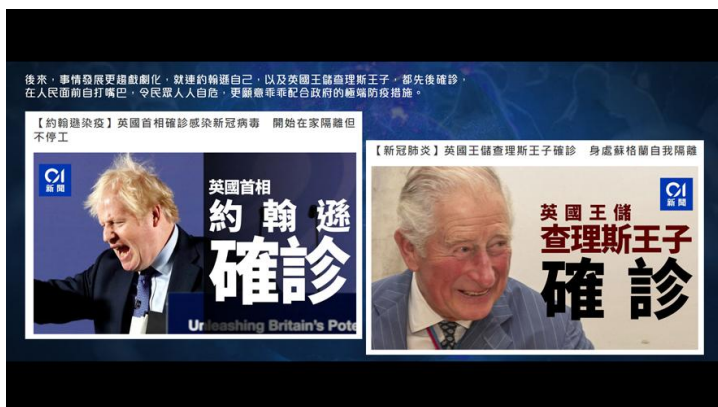 後來，事情發展更趨戲劇化，就連約翰遜自己，以及英國王儲查理斯王子，都先後確診，
在人民面前自打嘴巴，令民眾人人自危，更願意乖乖配合政府的極端防疫措施。
【約翰遜染疫】英國首相確診感染新冠病毒　開始在家隔離但
不停工
01
新聞
英國首相
約翰遜
確診
Unleashing Britain's Pote
【新冠肺炎】英國王儲查理斯王子確診　身處蘇格蘭自我隔離
01
新聞
英國王儲
查理斯王子
確診